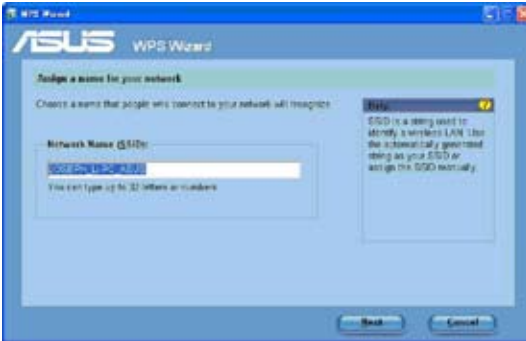 WPS Wizard
ASUS WPS Wizard
Assign a name for your network
Choose a name that people who connect to your network will recognize
Network Name (SSID):
You can type up to 32 letters or numbers
Help
SSID is a string used to
identify a wireless LAN. Use
the automatically generated
string as your SSID or
assign the SSID manually.
Next
Cancel